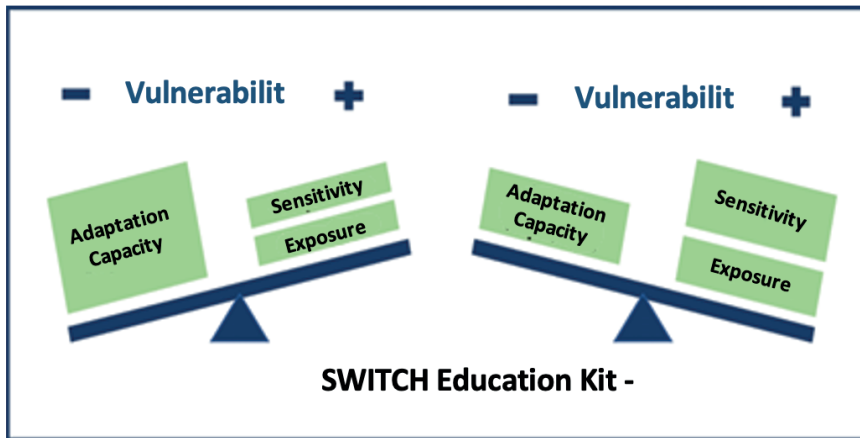 - Vulnerabilit +
- Vulnerabilit +
Adaptation
Capacity
Sensitivity
Exposure
Adaptation
Capacity
Sensitivity
Exposure
SWITCH Education Kit -